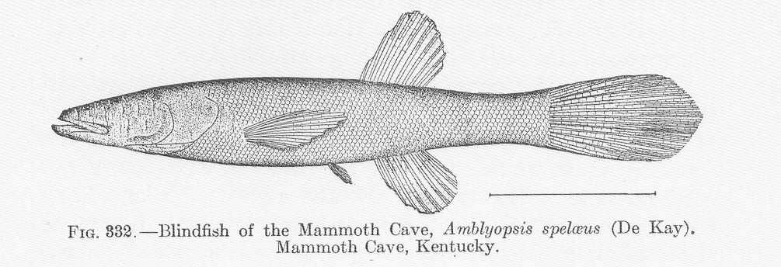 FIG. 332.—Blindfish of the Mammoth Cave, Amblyopsis spelæus (De Kay).
Mammoth Cave, Kentucky.